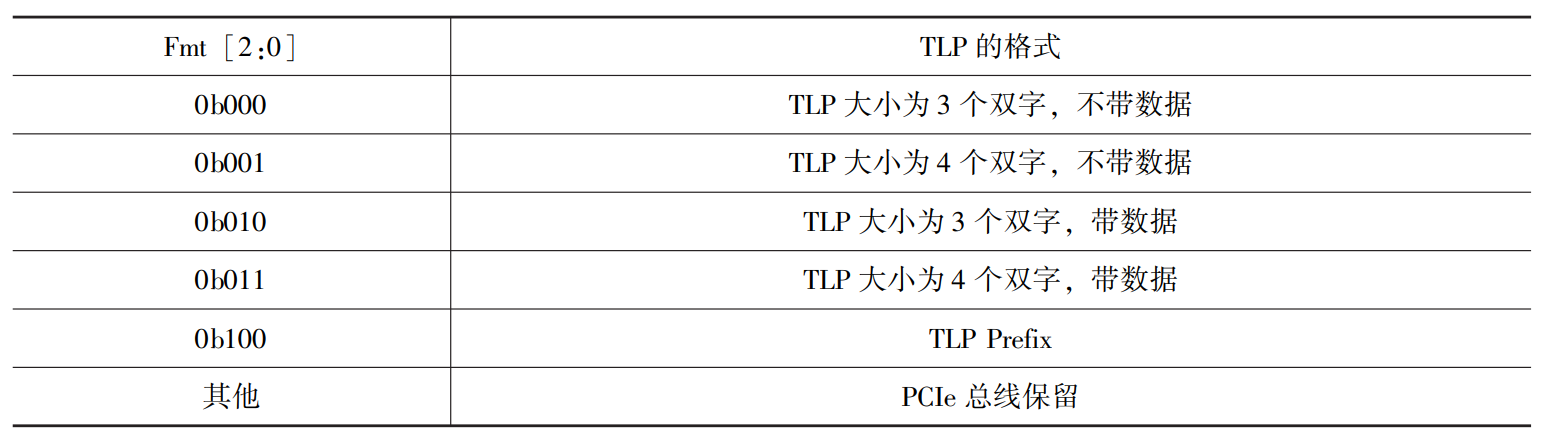 Fmt [2:0] TLP 的格式
0b000 TLP 大小为 3 个双字，不带数据
0b001 TLP 大小为 4 个双字，不带数据
0b010 TLP 大小为 3 个双字，带数据
0b011 TLP 大小为 4 个双字，带数据
0b100 TLP Prefix
其他 PCIe 总线保留